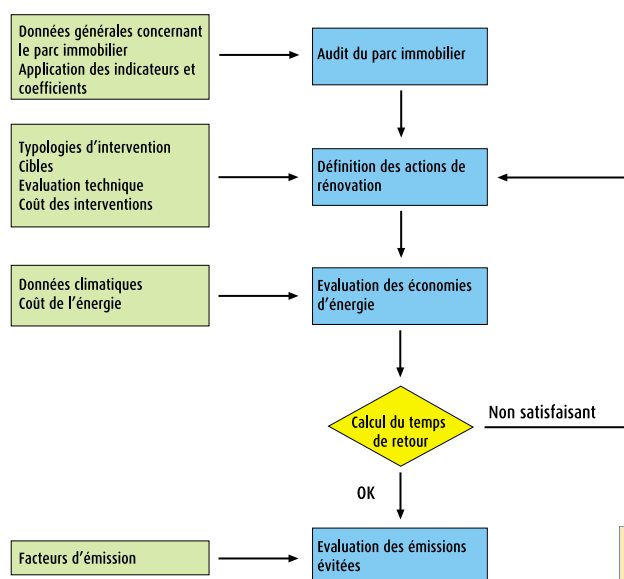 Données générales concernant
le parc immobilier
Application des indicateurs et
coefficients
Audit du parc immobilier
Typologies d'intervention
Cibles
Evaluation technique
Coût des interventions
Définition des actions de
rénovation
Données climatiques
Coût de l'énergie
Evaluation des économies
d'énergie
Calcul du temps
de retour
Non satisfaisant
OK
Facteurs d'émission
Evaluation des émissions
évitées